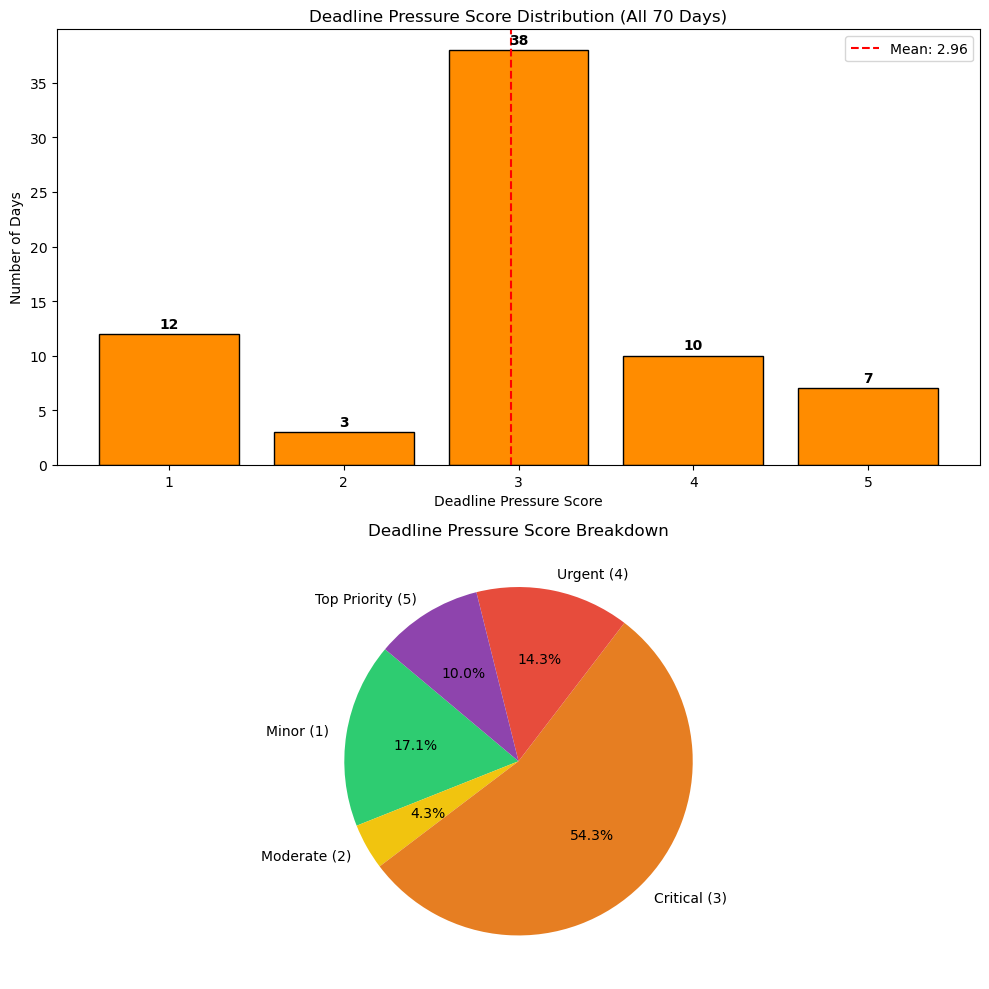 Deadline Pressure Score Distribution (All 70 Days)
Mean: 2.96
Number of Days
35
30
25
20
15
10
5
0
12
3
38
10
7
1
2
3
4
5
Deadline Pressure Score
Deadline Pressure Score Breakdown
Urgent (4)
Top Priority (5)
14.3%
10.0%
Minor (1)
17.1%
4.3%
Moderate (2)
54.3%
Critical (3)